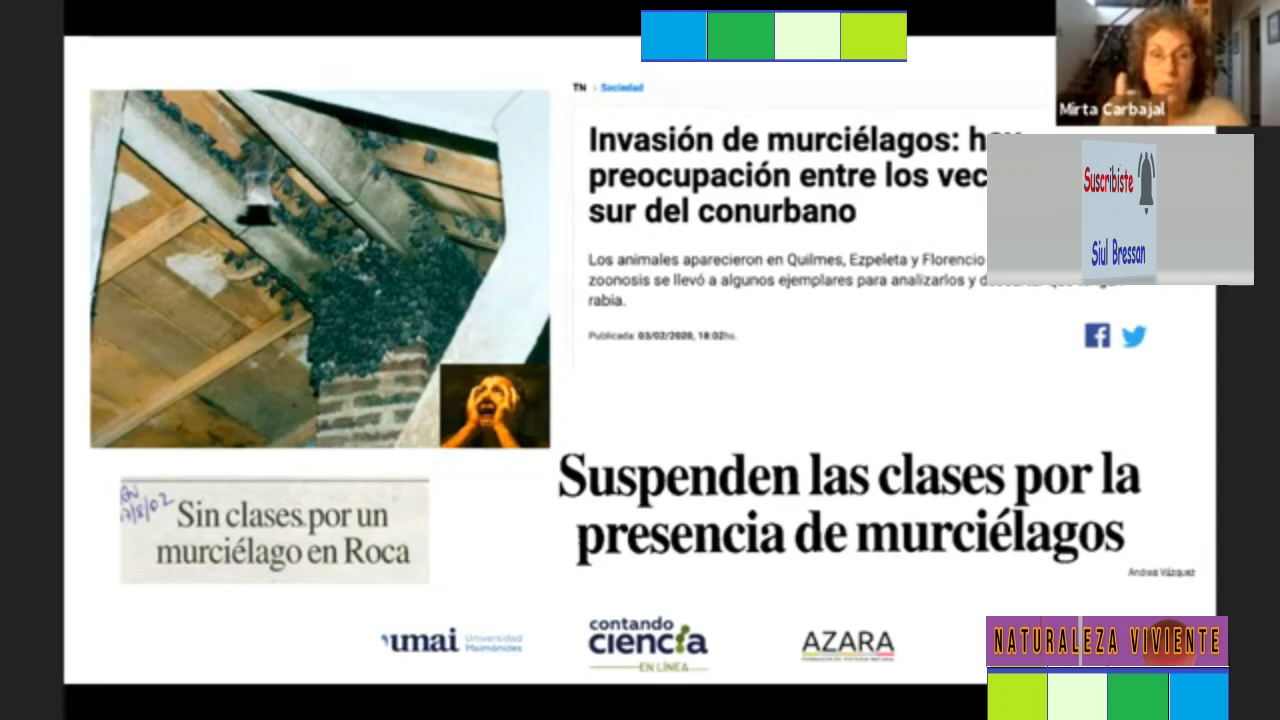 TN > Sociedad
Mirta Carbajal
Invasión de murciélagos:
preocupación entre los
sur del conurbano
Los animales aparecieron en Quilmes, Ezpeleta y Florencio
zoonosis se llevó a algunos ejemplares para analizarlos y
rabia.
Publicada: 03/02/2020, 18:02hs.
Suscribiste
Siul Bressan
Suspenden las clases por la
presencia de murciélagos
Andrea Vázquez
Sin clases por un
murciélago en Roca
umai Universidad
Maimónides
contando
ciencia
EN LÍNEA
AZARA
NATURALEZA VIVIENTE